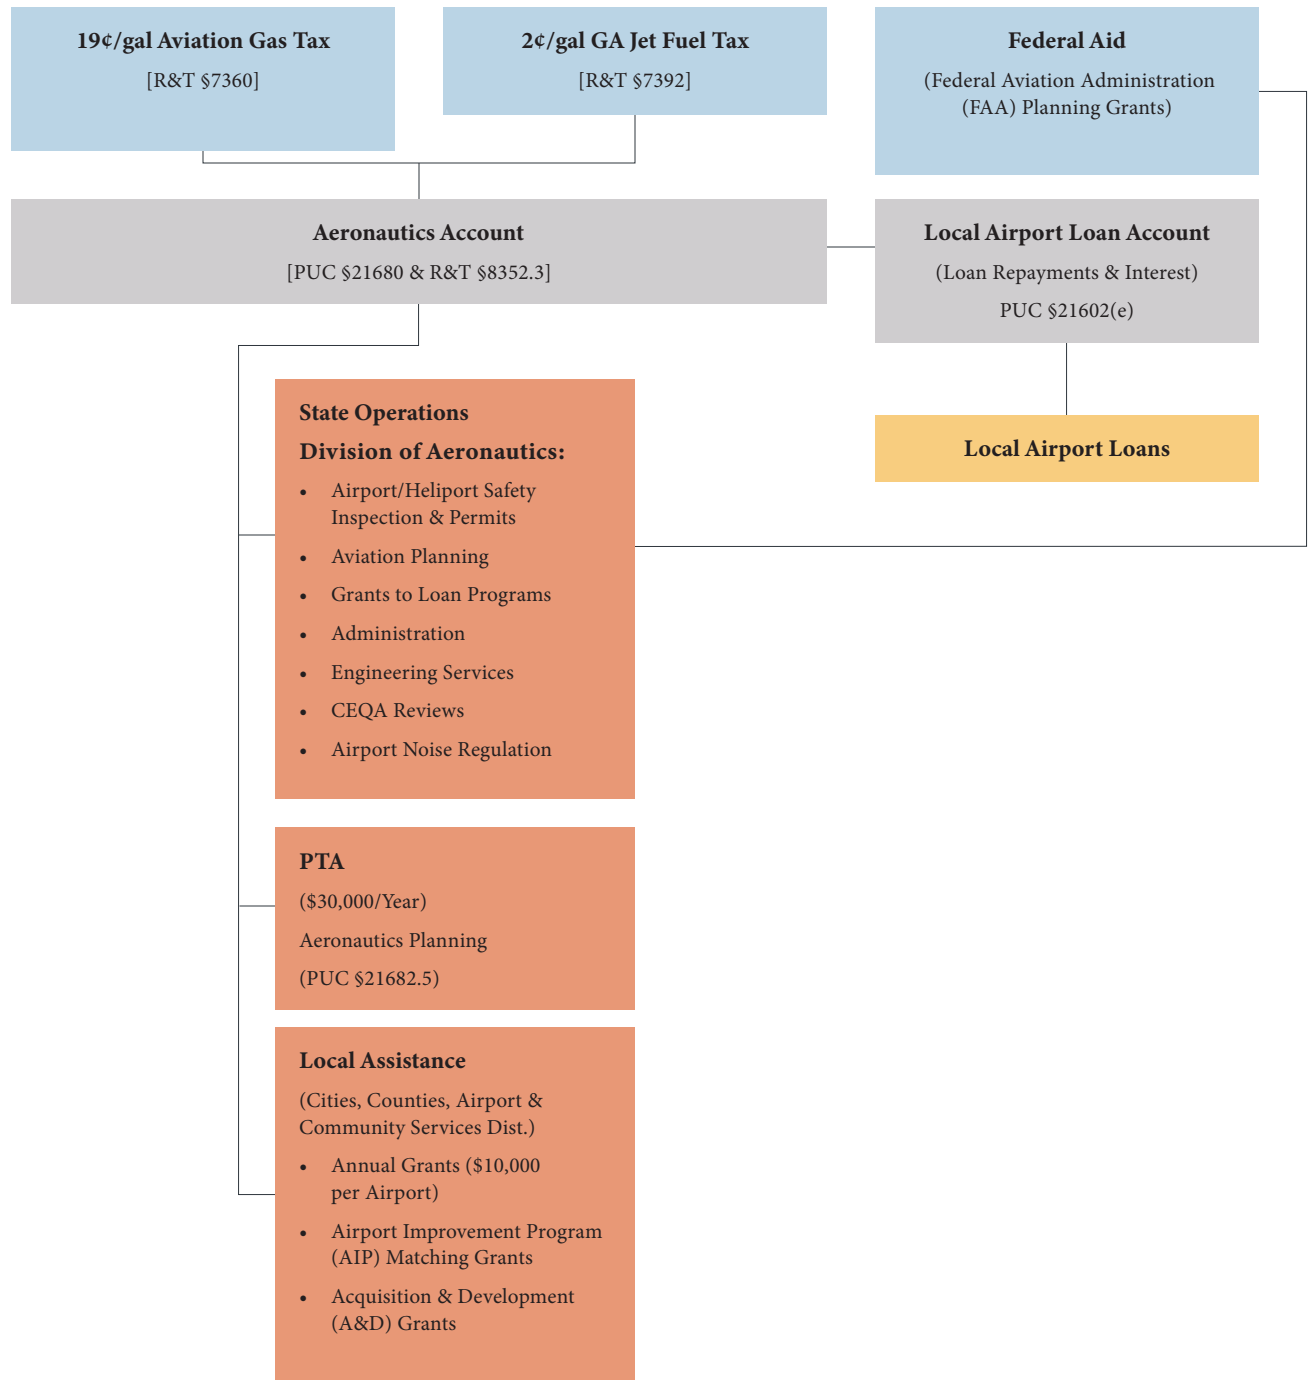 19¢/gal Aviation Gas Tax
[R&T §7360]
2¢/gal GA Jet Fuel Tax
[R&T §7392]
Federal Aid
(Federal Aviation Administration
(FAA) Planning Grants)
Aeronautics Account
[PUC §21680 & R&T §8352.3]
Local Airport Loan Account
(Loan Repayments & Interest)
PUC §21602(e)
Local Airport Loans
State Operations
Division of Aeronautics:
• Airport/Heliport Safety
Inspection & Permits
• Aviation Planning
• Grants to Loan Programs
• Administration
• Engineering Services
• CEQA Reviews
• Airport Noise Regulation
PTA
($30,000/Year)
Aeronautics Planning
(PUC §21682.5)
Local Assistance
(Cities, Counties, Airport &
Community Services Dist.)
• Annual Grants ($10,000
per Airport)
• Airport Improvement Program
(AIP) Matching Grants
• Acquisition & Development
(A&D) Grants